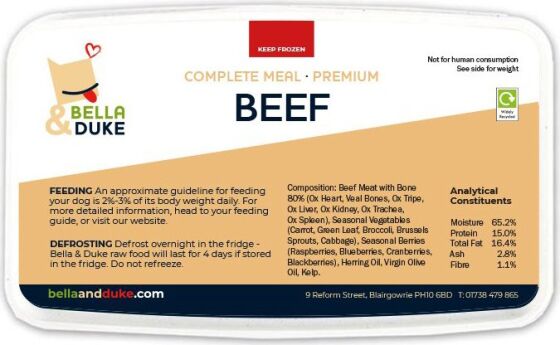 KEEP FROZEN
Not for human consumption
See side for weight
COMPLETE MEAL · PREMIUM
BEEF
BELLA
& DUKE
Widely
Recycled
FEEDING An approximate guideline for feeding
your dog is 2%-3% of its body weight daily. For
more detailed information, head to your feeding
guide, or visit our website.
DEFROSTING Defrost overnight in the fridge -
Bella & Duke raw food will last for 4 days if stored
in the fridge. Do not refreeze.
Composition: Beef Meat with Bone
80% (Ox Heart, Veal Bones, Ox Tripe,
Ox Liver, Ox Kidney, Ox Trachea,
Ox Spleen), Seasonal Vegetables
(Carrot, Green Leaf, Broccoli, Brussels
Sprouts, Cabbage), Seasonal Berries
(Raspberries, Blueberries, Cranberries,
Blackberries), Herring Oil, Virgin Olive
Oil, Kelp.
Analytical
Constituents
Moisture 65.2%
Protein 15.0%
Total Fat 16.4%
Ash 2.8%
Fibre 1.1%
bellaandduke.com
9 Reform Street, Blairgowrie PH10 6BD T: 01738 479 865